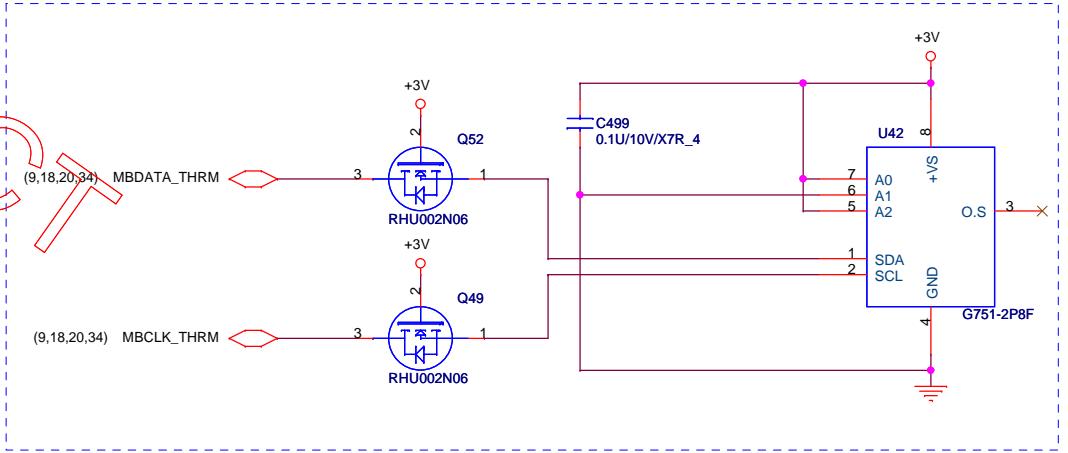 +3V
+3V
2
Q52
C499
0.1U/10V/X7R_4
U42
8
+VS
(9,18,20,34) MBDATA_THRM
3
1
RHU002N06
7
A0
6
A1
5
A2
O.S
3
+3V
2
Q49
1
SDA
2
SCL
GND
4
G751-2P8F
(9,18,20,34) MBCLK_THRM
3
1
RHU002N06